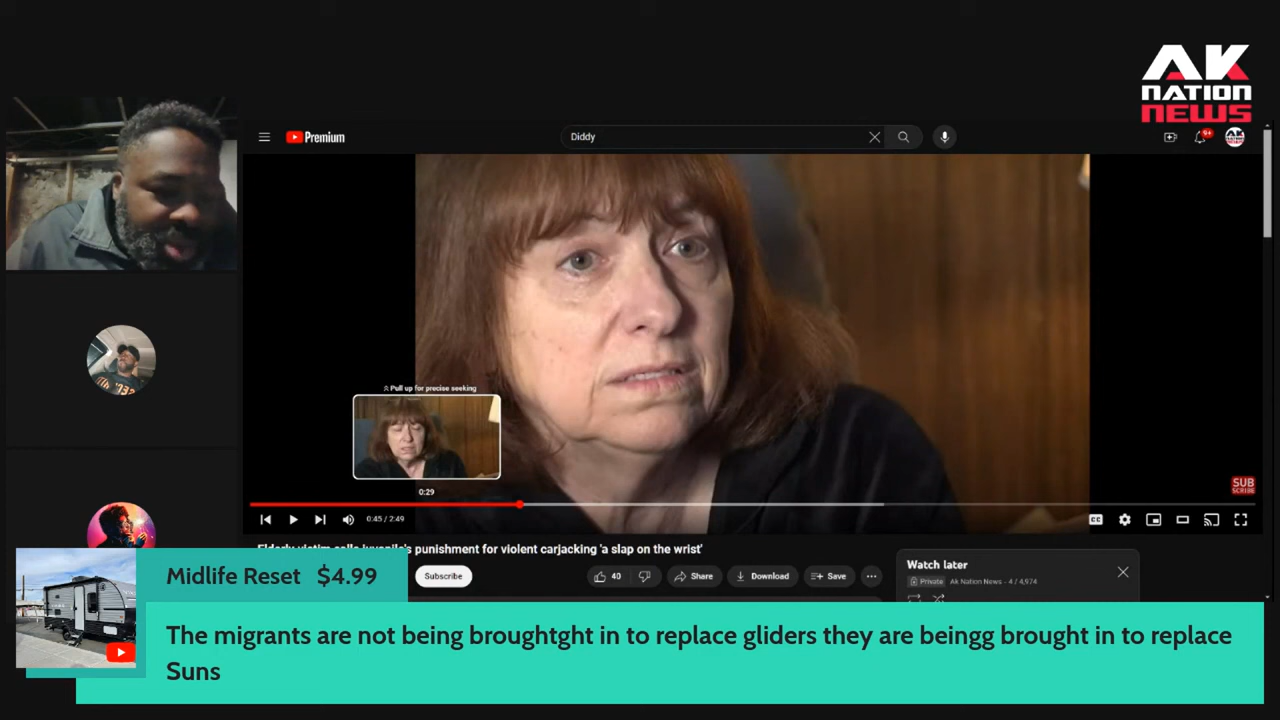 AK
NATION
NEWS
Premium
Diddy
9+
Pull up for precise seeking
0:29
SUB
SCRIBE
0:45 / 2:49
CC
Elderly victim calls juvenile's punishment for violent carjacking 'a slap on the wrist'
Subscribe
40
Share
Download
Save
Watch later
Private
Ak Nation News - 4 / 4,974
Midlife Reset $4.99
The migrants are not being broughtght in to replace gliders they are beingg brought in to replace
Suns